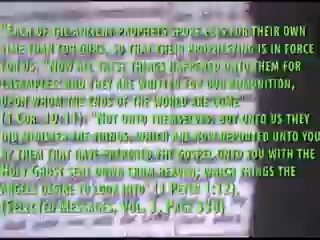 "EACH OF THE ANCIENT PROPHETS SPOKE LESS FOR THEIR OWN
TIME THAN FOR OURS, SO THAT THEIR PROPHESYING IS IN FORCE
FOR US. "NOW ALL THESE THINGS HAPPENED UNTO THEM FOR
ENSAMPLES: AND THEY ARE WRITTEN FOR OUR ADMONITION,
UPON WHOM THE ENDS OF THE WORLD ARE COME"
(1 COR. 10:11). "NOT UNTO THEMSELVES, BUT UNTO US THEY
DID MINISTER THE THINGS, WHICH ARE NOW REPORTED UNTO YOU
BY THEM THAT HAVE PREACHED THE GOSPEL UNTO YOU WITH THE
HOLY GHOST SENT DOWN FROM HEAVEN; WHICH THINGS THE
ANGELS DESIRE TO LOOK INTO" (1 PETER 1:12).
(SELECTED MESSAGES, VOL. 3, PAGE